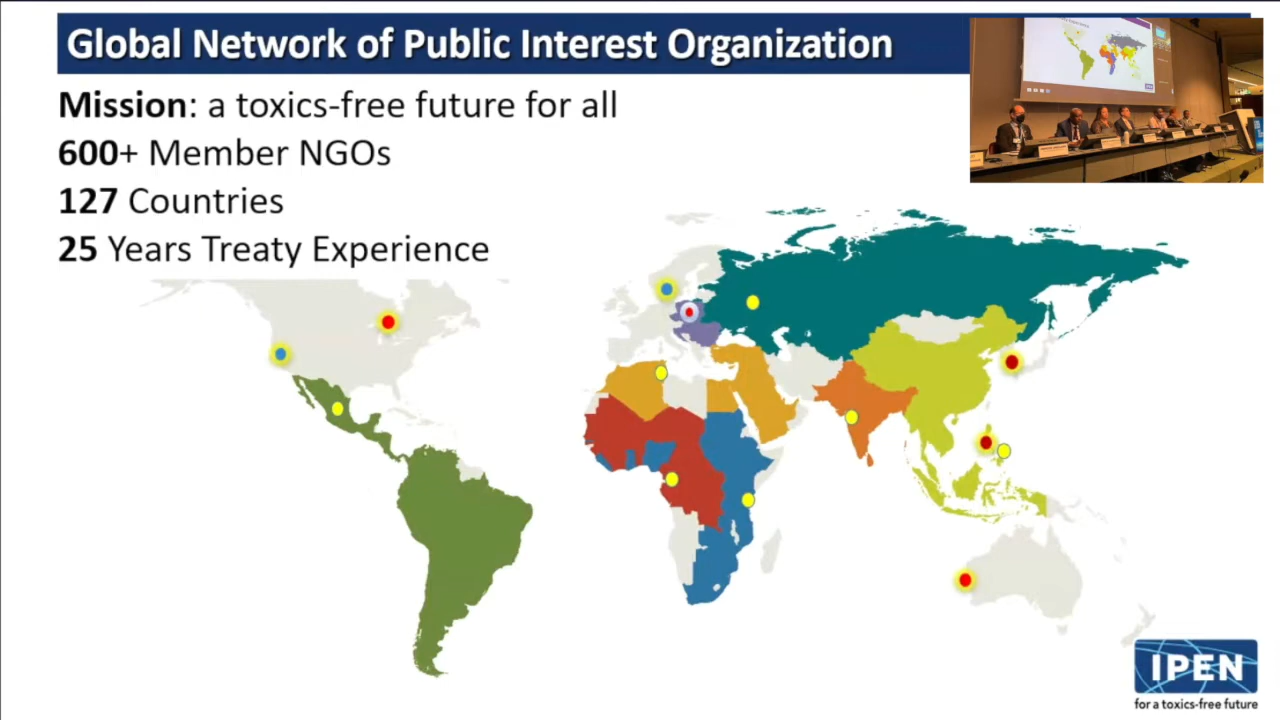 Global Network of Public Interest Organization
Mission: a toxics-free future for all
600+ Member NGOs
127 Countries
25 Years Treaty Experience
IPEN
for a toxics-free future